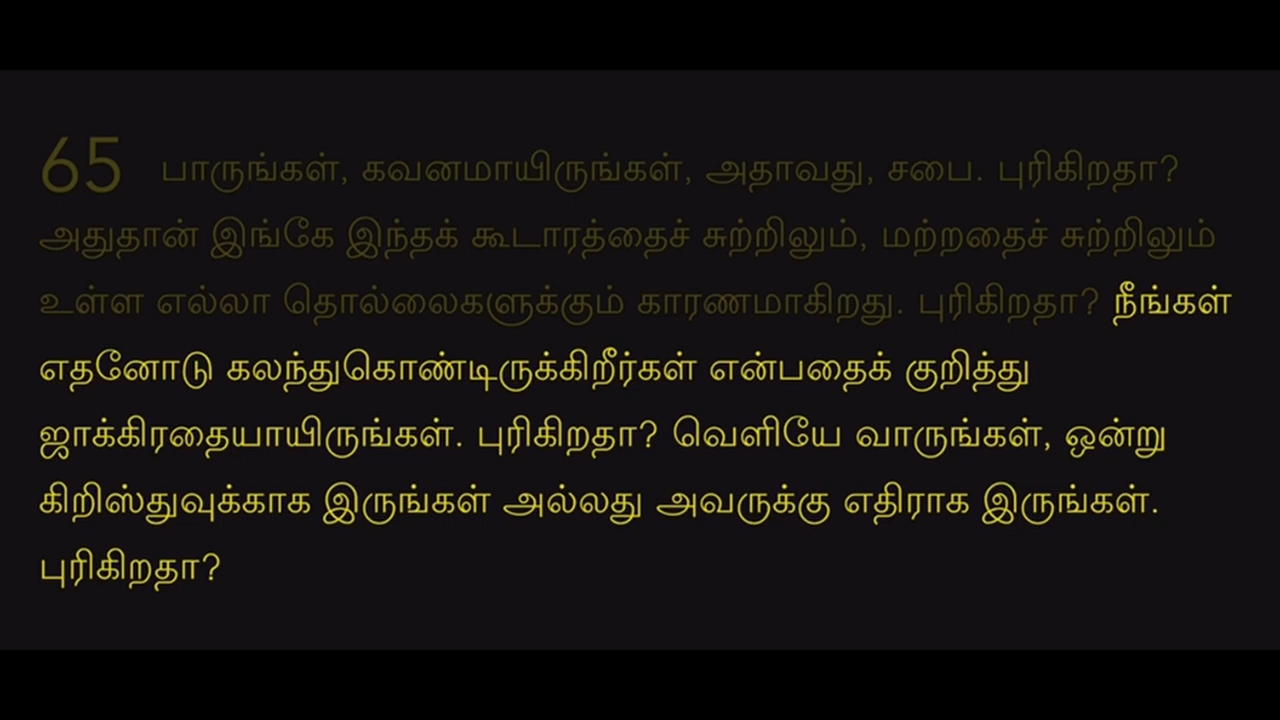 65 பாருங்கள், கவனமாயிருங்கள், அதாவது, சபை. புரிகிறதா?
அதுதான் இங்கே இந்தக் கூடாரத்தைச் சுற்றிலும், மற்றதைச் சுற்றிலும்
உள்ள எல்லா தொல்லைகளுக்கும் காரணமாகிறது. புரிகிறதா? நீங்கள்
எதனோடு கலந்துகொண்டிருக்கிறீர்கள் என்பதைக் குறித்து
ஜாக்கிரதையாயிருங்கள். புரிகிறதா? வெளியே வாருங்கள், ஒன்று
கிறிஸ்துவுக்காக இருங்கள் அல்லது அவருக்கு எதிராக இருங்கள்.
புரிகிறதா?